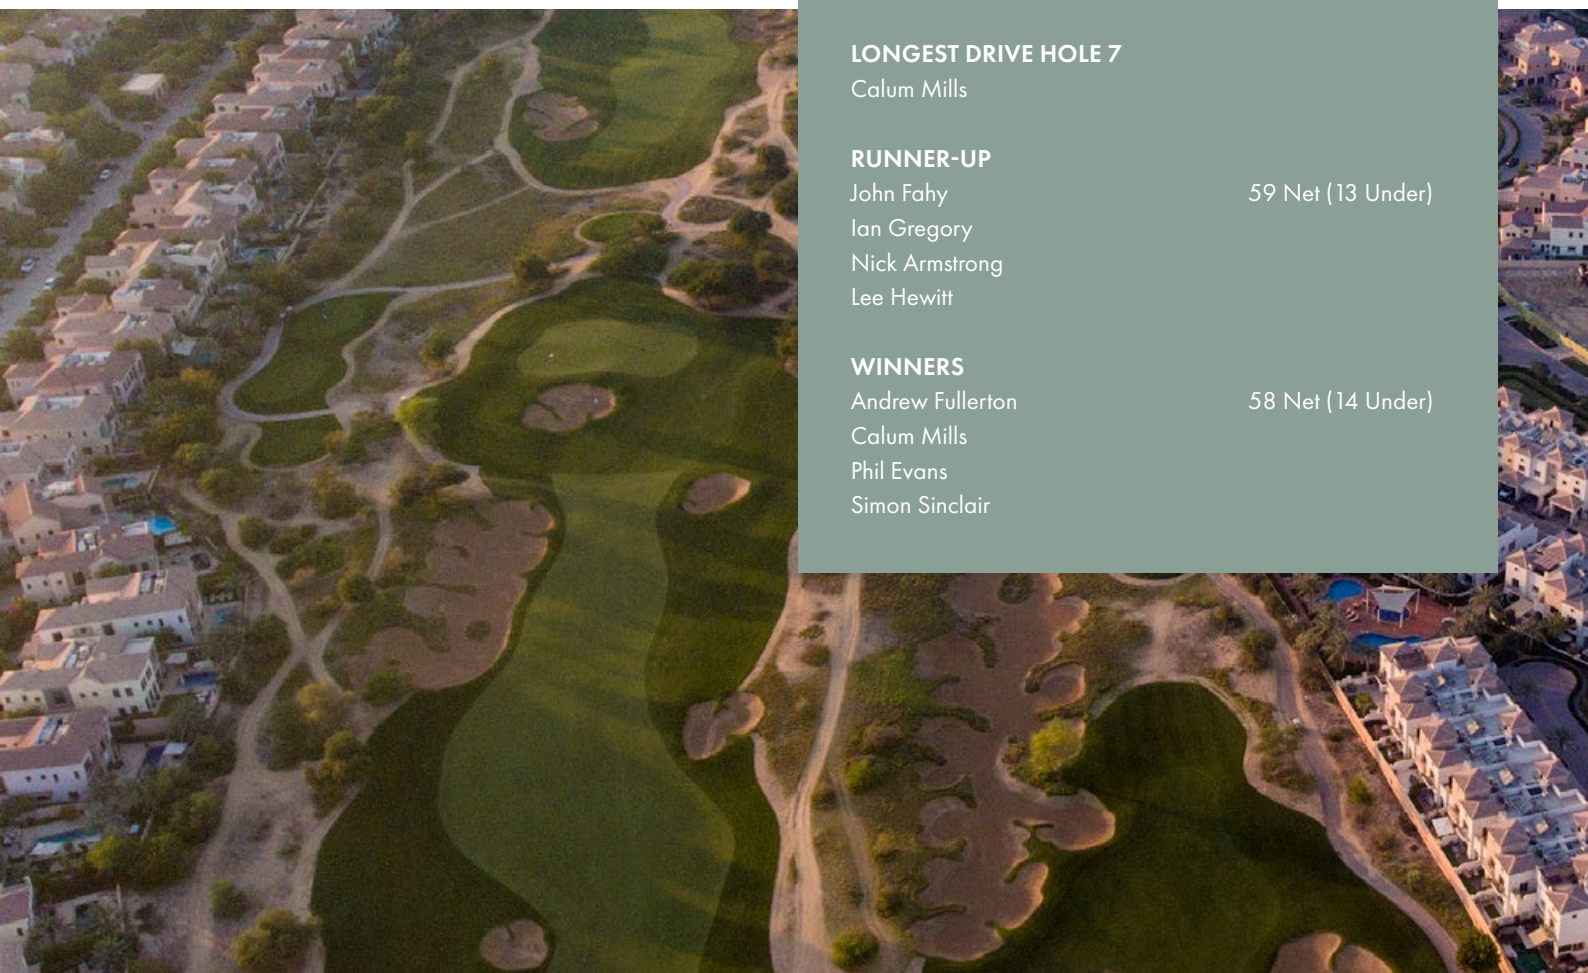 LONGEST DRIVE HOLE 7
Calum Mills
RUNNER-UP
John Fahy 59 Net (13 Under)
Ian Gregory
Nick Armstrong
Lee Hewitt
WINNERS
Andrew Fullerton 58 Net (14 Under)
Calum Mills
Phil Evans
Simon Sinclair